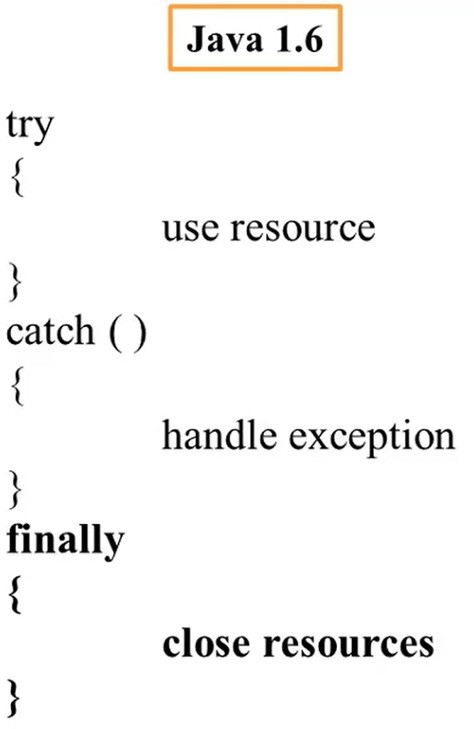 Java 1.6
try
{
use resource
}
catch ( )
{
handle exception
}
finally
{
close resources
}